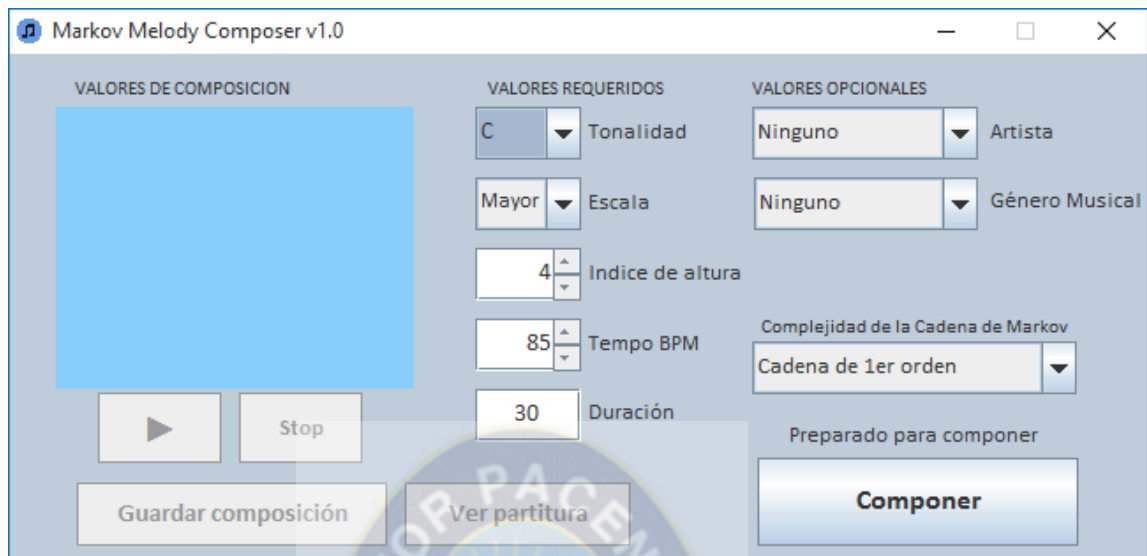 Markov Melody Composer v1.0
VALORES DE COMPOSICION
VALORES REQUERIDOS
VALORES OPCIONALES
C
Tonalidad
Ninguno
Artista
Mayor
Escala
Ninguno
Género Musical
4
Indice de altura
85
Tempo BPM
Complejidad de la Cadena de Markov
Cadena de 1er orden
30
Duración
Stop
Preparado para componer
Guardar composición
Ver partitura
Componer
OR PACEN